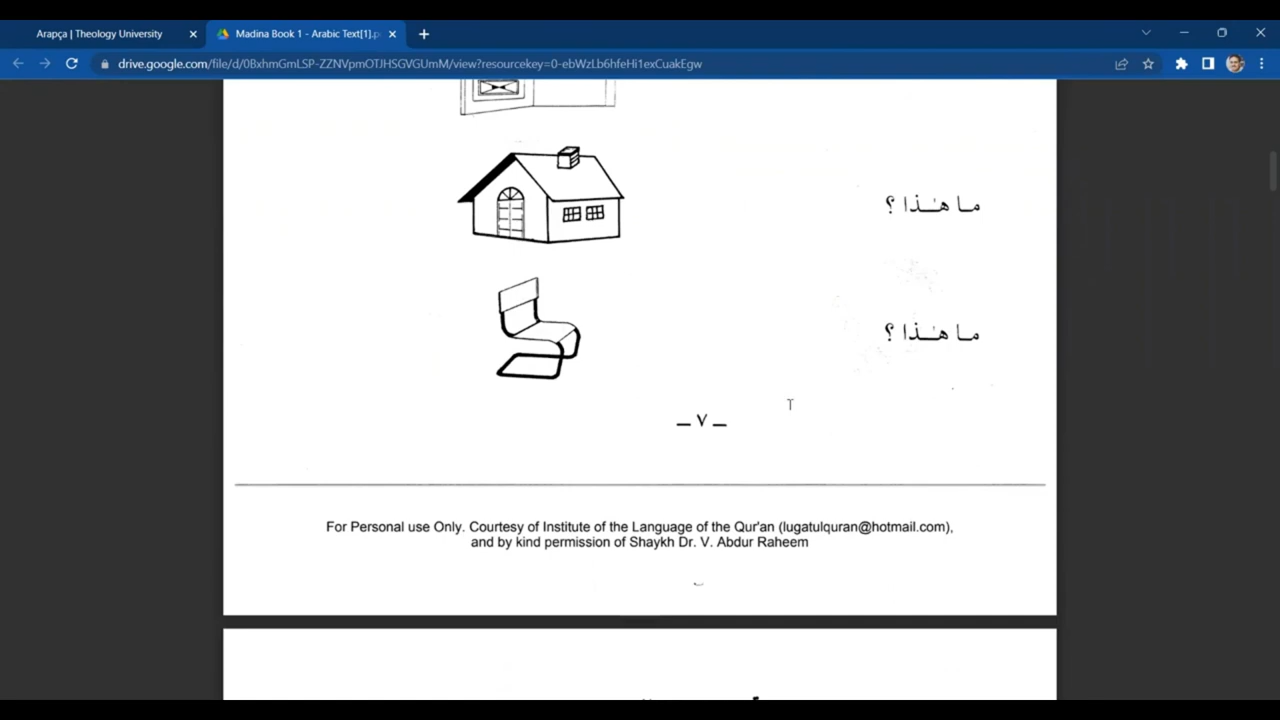 Arapça | Theology University
Madina Book 1 - Arabic Text[1].p
drive.google.com/file/d/0BxhmGmLSP-ZZNVpmOTJHSGVGUmM/view?resourcekey=0-ebWzLb6hfeHi1exCuakEgw
ما هـٰذا ؟
ما هـٰذا ؟
– ٧ –
For Personal use Only. Courtesy of Institute of the Language of the Qur'an (lugatulquran@hotmail.com),
and by kind permission of Shaykh Dr. V. Abdur Raheem